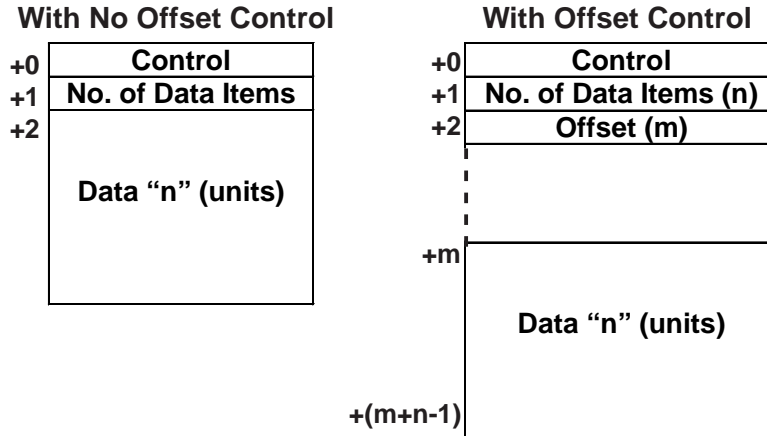 With No Offset Control
+0 Control
+1 No. of Data Items
+2
Data “n” (units)
With Offset Control
+0 Control
+1 No. of Data Items (n)
+2 Offset (m)
+m
Data “n” (units)
+(m+n-1)